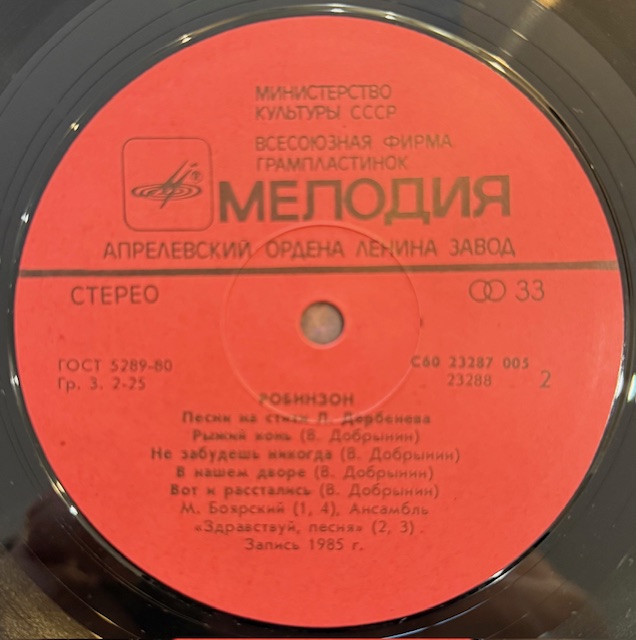 МИНИСТЕРСТВО
КУЛЬТУРЫ СССР
ВСЕСОЮЗНАЯ ФИРМА
ГРАМПЛАСТИНОК
®
МЕЛОДИЯ
АПРЕЛЕВСКИЙ ОРДЕНА ЛЕНИНА ЗАВОД
СТЕРЕО
33
ГОСТ 5289-80
Гр. 3. 2-25
С60 23287 005
23288
2
РОБИНЗОН
Песни на стихи Л. Дербенева
Рыжий конь (В. Добрынин)
Не забудешь никогда (В. Добрынин)
В нашем дворе (В. Добрынин)
Вот и расстались (В. Добрынин)
М. Боярский (1, 4), Ансамбль
«Здравствуй, песня» (2, 3).
Запись 1985 г.